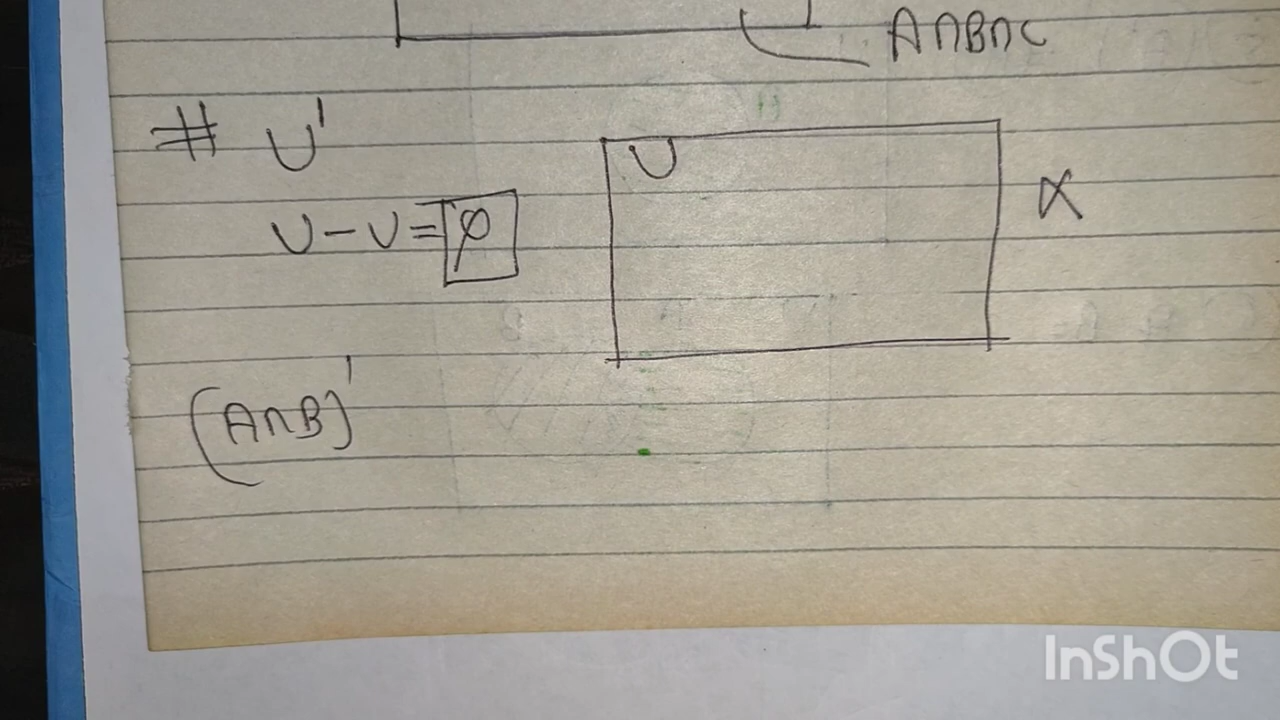 A∩B∩C
# U'
U
α
U-U=φ
(A∩B)'
InShOt